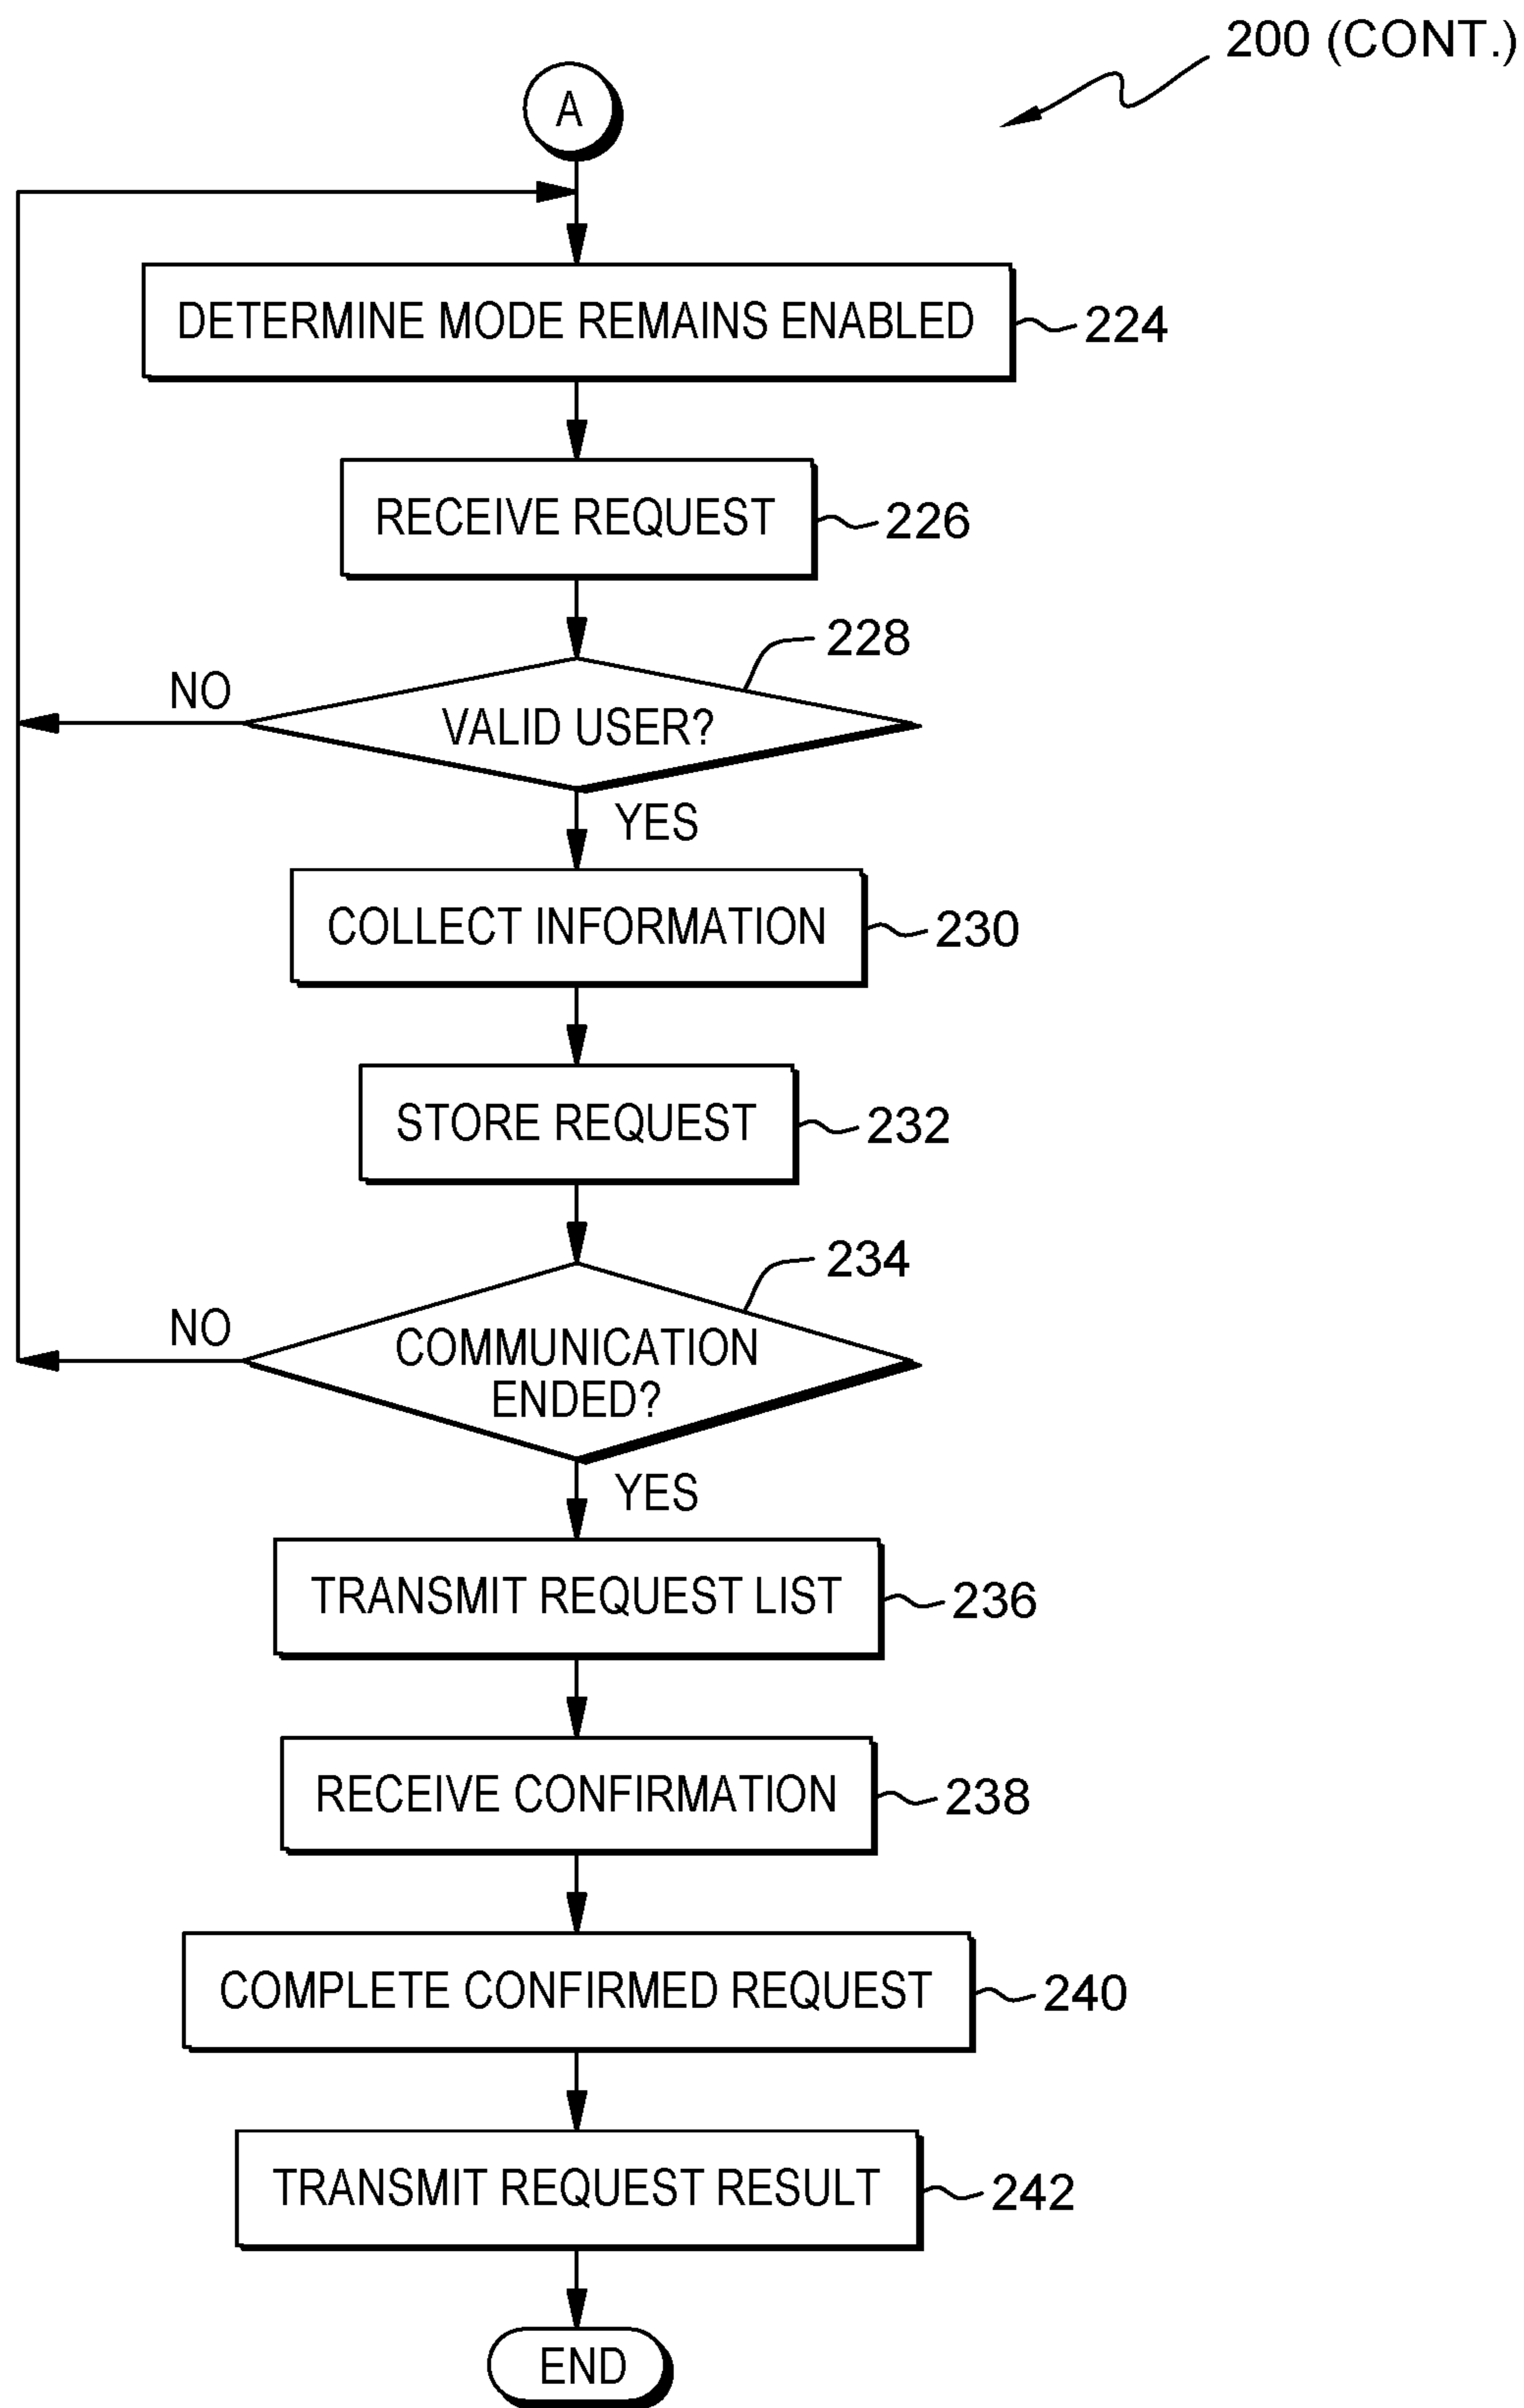 200 (CONT.)
A
DETERMINE MODE REMAINS ENABLED
224
RECEIVE REQUEST
226
228
NO
VALID USER?
YES
COLLECT INFORMATION
230
STORE REQUEST
232
234
NO
COMMUNICATION
ENDED?
YES
TRANSMIT REQUEST LIST
236
RECEIVE CONFIRMATION
238
COMPLETE CONFIRMED REQUEST
240
TRANSMIT REQUEST RESULT
242
END